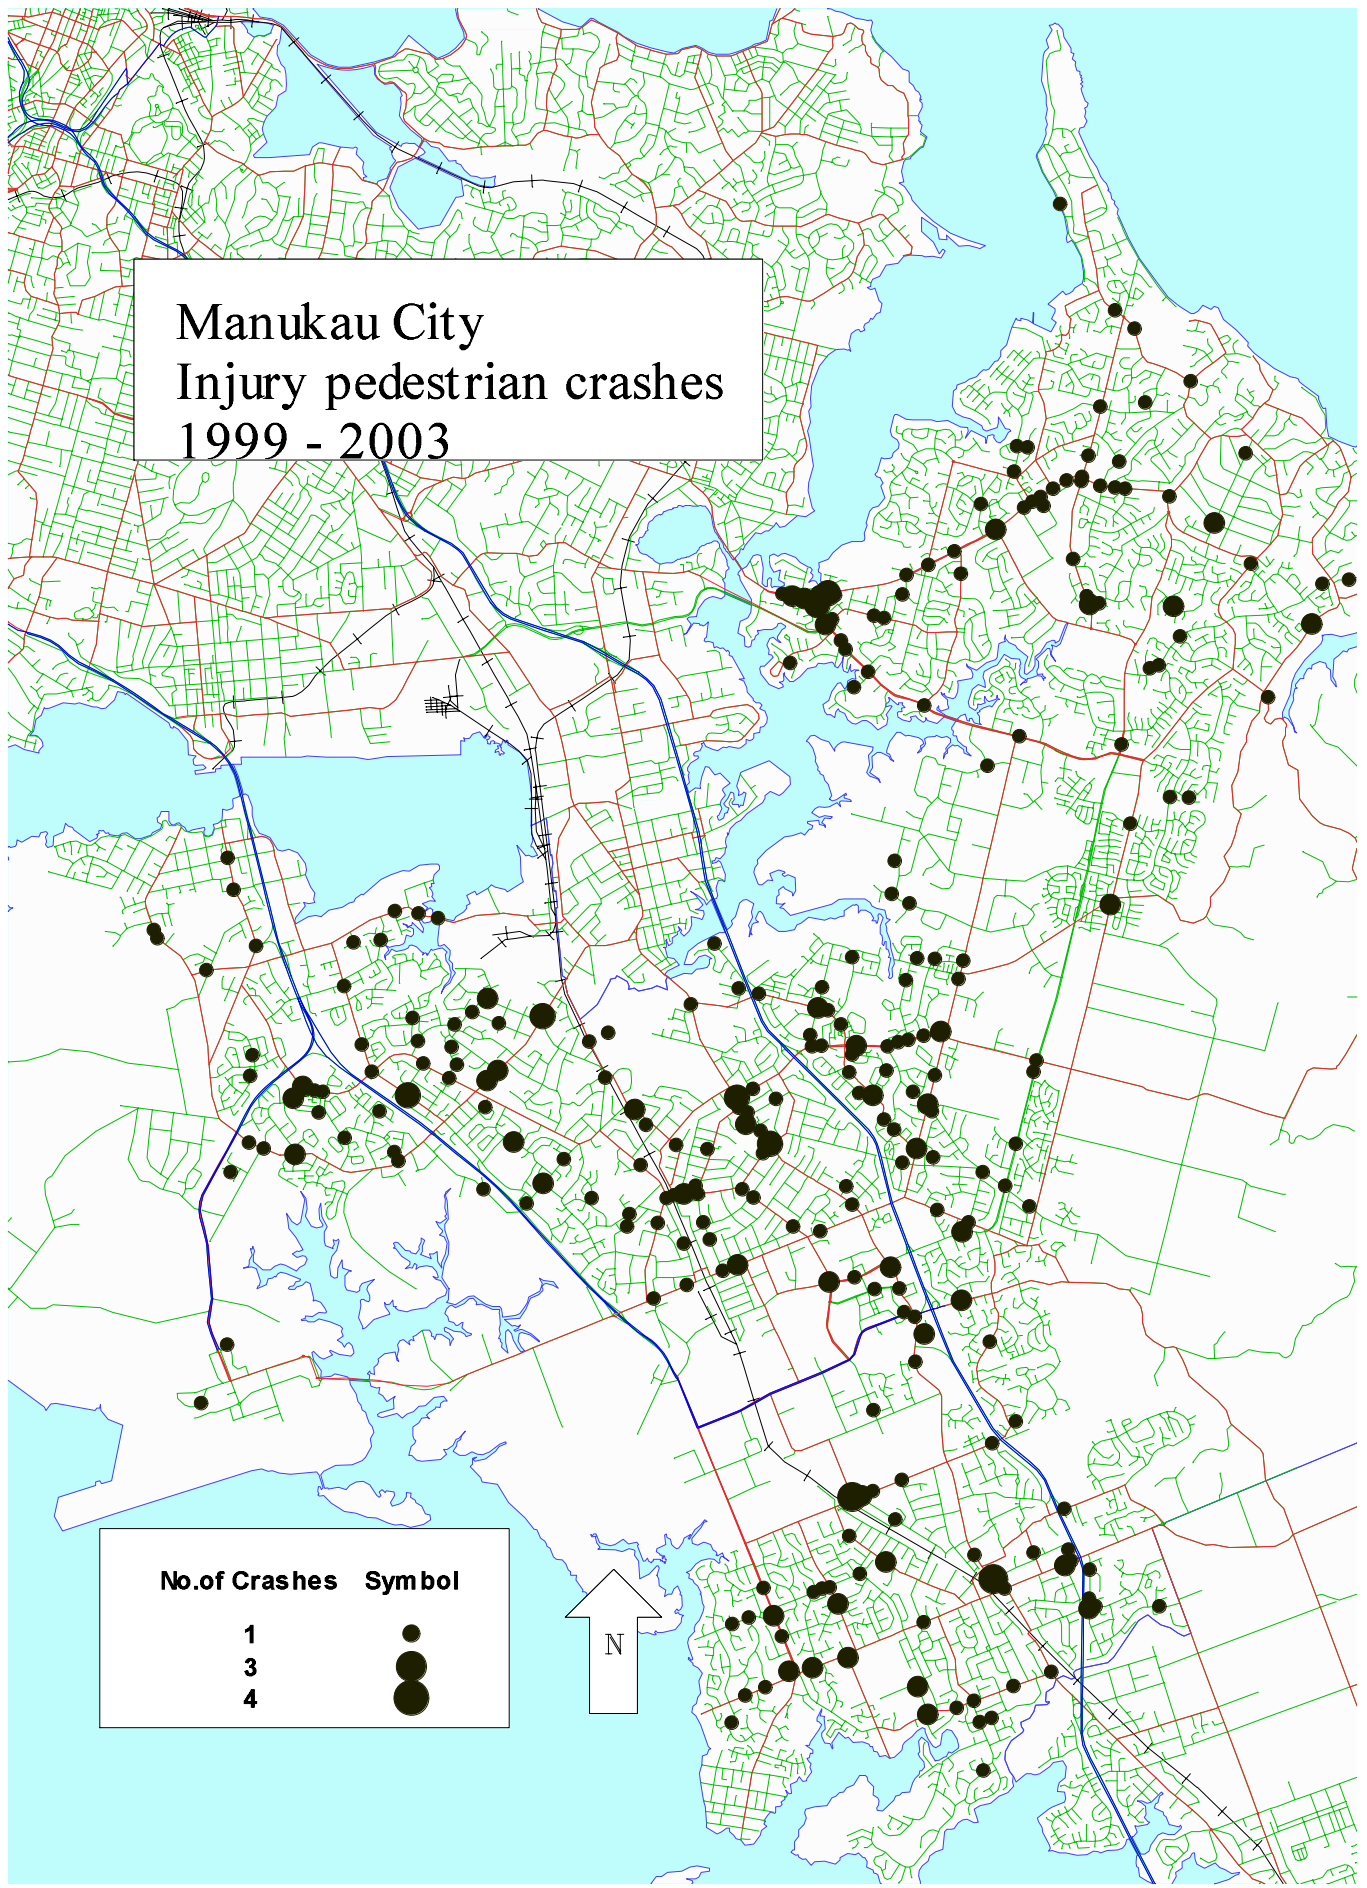 Manukau City
Injury pedestrian crashes
1999 - 2003
No.of Crashes Symbol
1
3
4
N